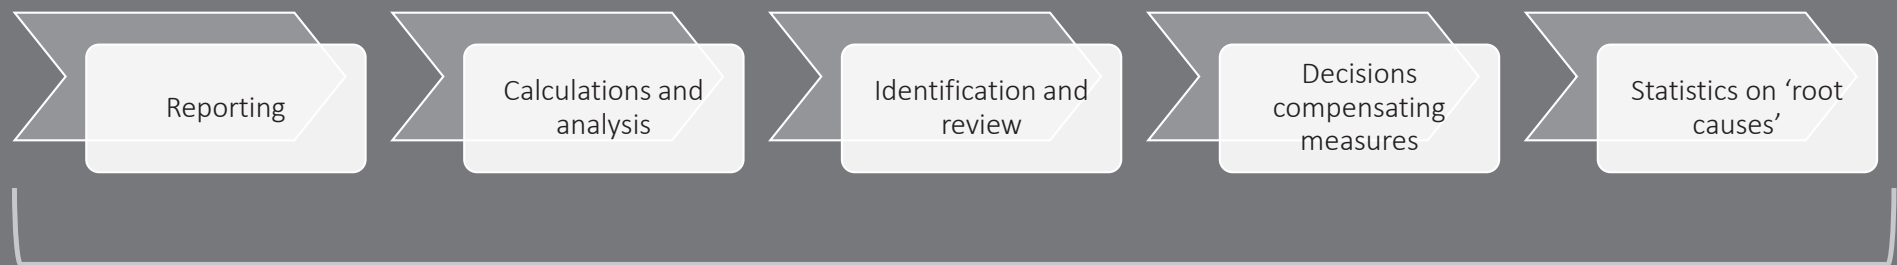 Reporting
Calculations and
analysis
Identification and
review
Decisions
compensating
measures
Statistics on ‘root
causes’